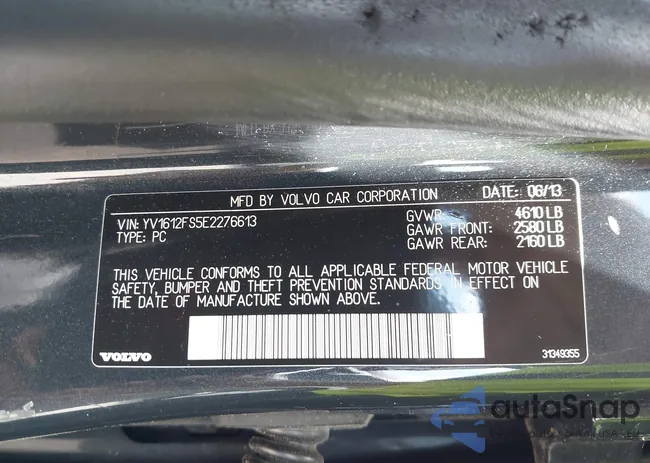 MFD BY VOLVO CAR CORPORATION DATE: 06/13
VIN: YV1612FS5E2276613 GVWR: 4610 LB
TYPE: PC GAWR FRONT: 2580 LB
GAWR REAR: 2160 LB
THIS VEHICLE CONFORMS TO ALL APPLICABLE FEDERAL MOTOR VEHICLE
SAFETY, BUMPER AND THEFT PREVENTION STANDARDS IN EFFECT ON
THE DATE OF MANUFACTURE SHOWN ABOVE.
VOLVO 31349355
autoSnap